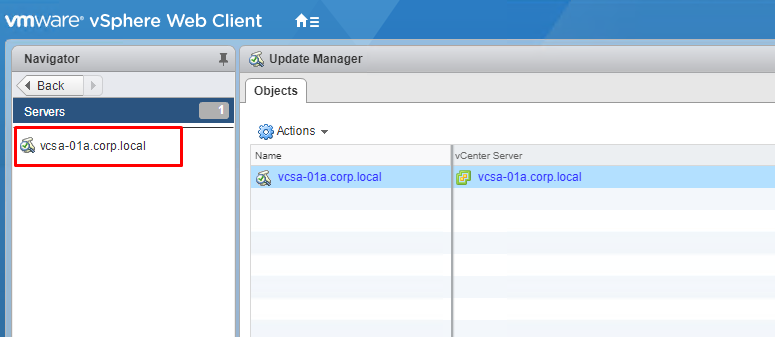 vmware® vSphere Web Client
Navigator
Back
Servers 1
vcsa-01a.corp.local
Update Manager
Objects
Actions
Name vCenter Server
vcsa-01a.corp.local vcsa-01a.corp.local